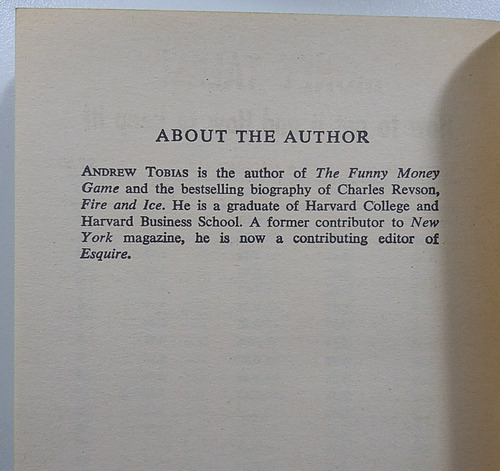 ABOUT THE AUTHOR
ANDREW TOBIAS is the author of The Funny Money
Game and the bestselling biography of Charles Revson,
Fire and Ice. He is a graduate of Harvard College and
Harvard Business School. A former contributor to New
York magazine, he is now a contributing editor of
Esquire.